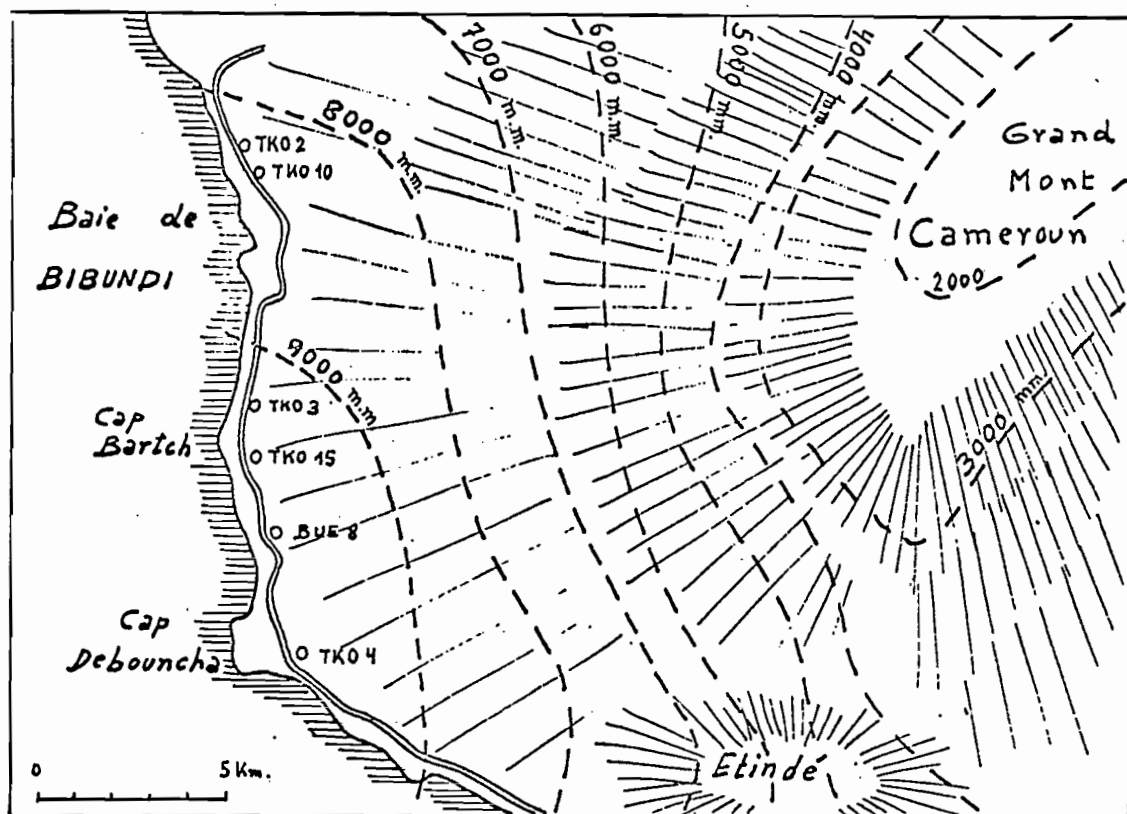 7000 m.m.
6000 m.m.
5000 m.m.
4000 m.m.
8000 m.m.
TKO 2
TKO 10
Grand
Mont
Cameroun
2000
Baie de
BIBUNDI
9000 m.m
TKO 3
Cap
Bartch
TKO 15
3000 mm
BUE 8
Cap
Debouncha
TKO 4
Etindé
0 5 Km.